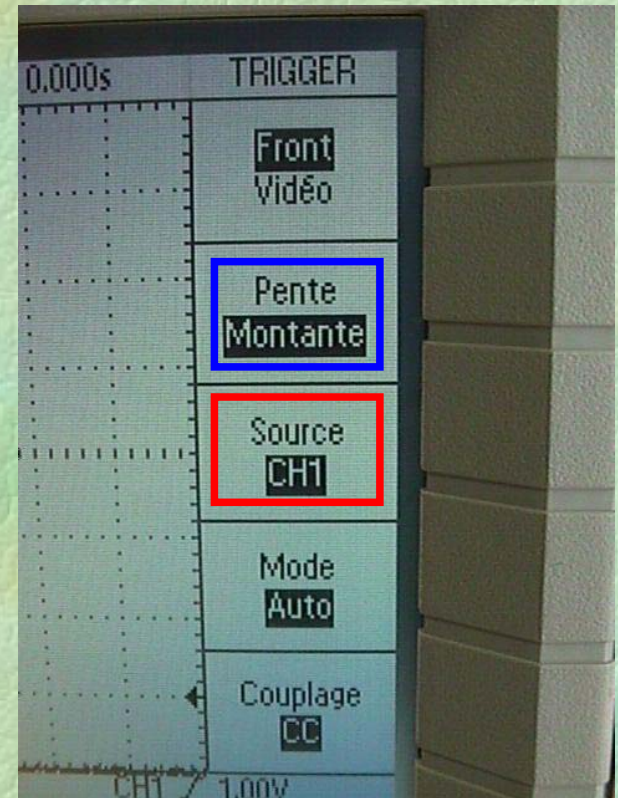 0.000s TRIGGER
Front
Vidéo
Pente
Montante
Source
CH1
Mode
Auto
Couplage
CC
CH1 1.00V